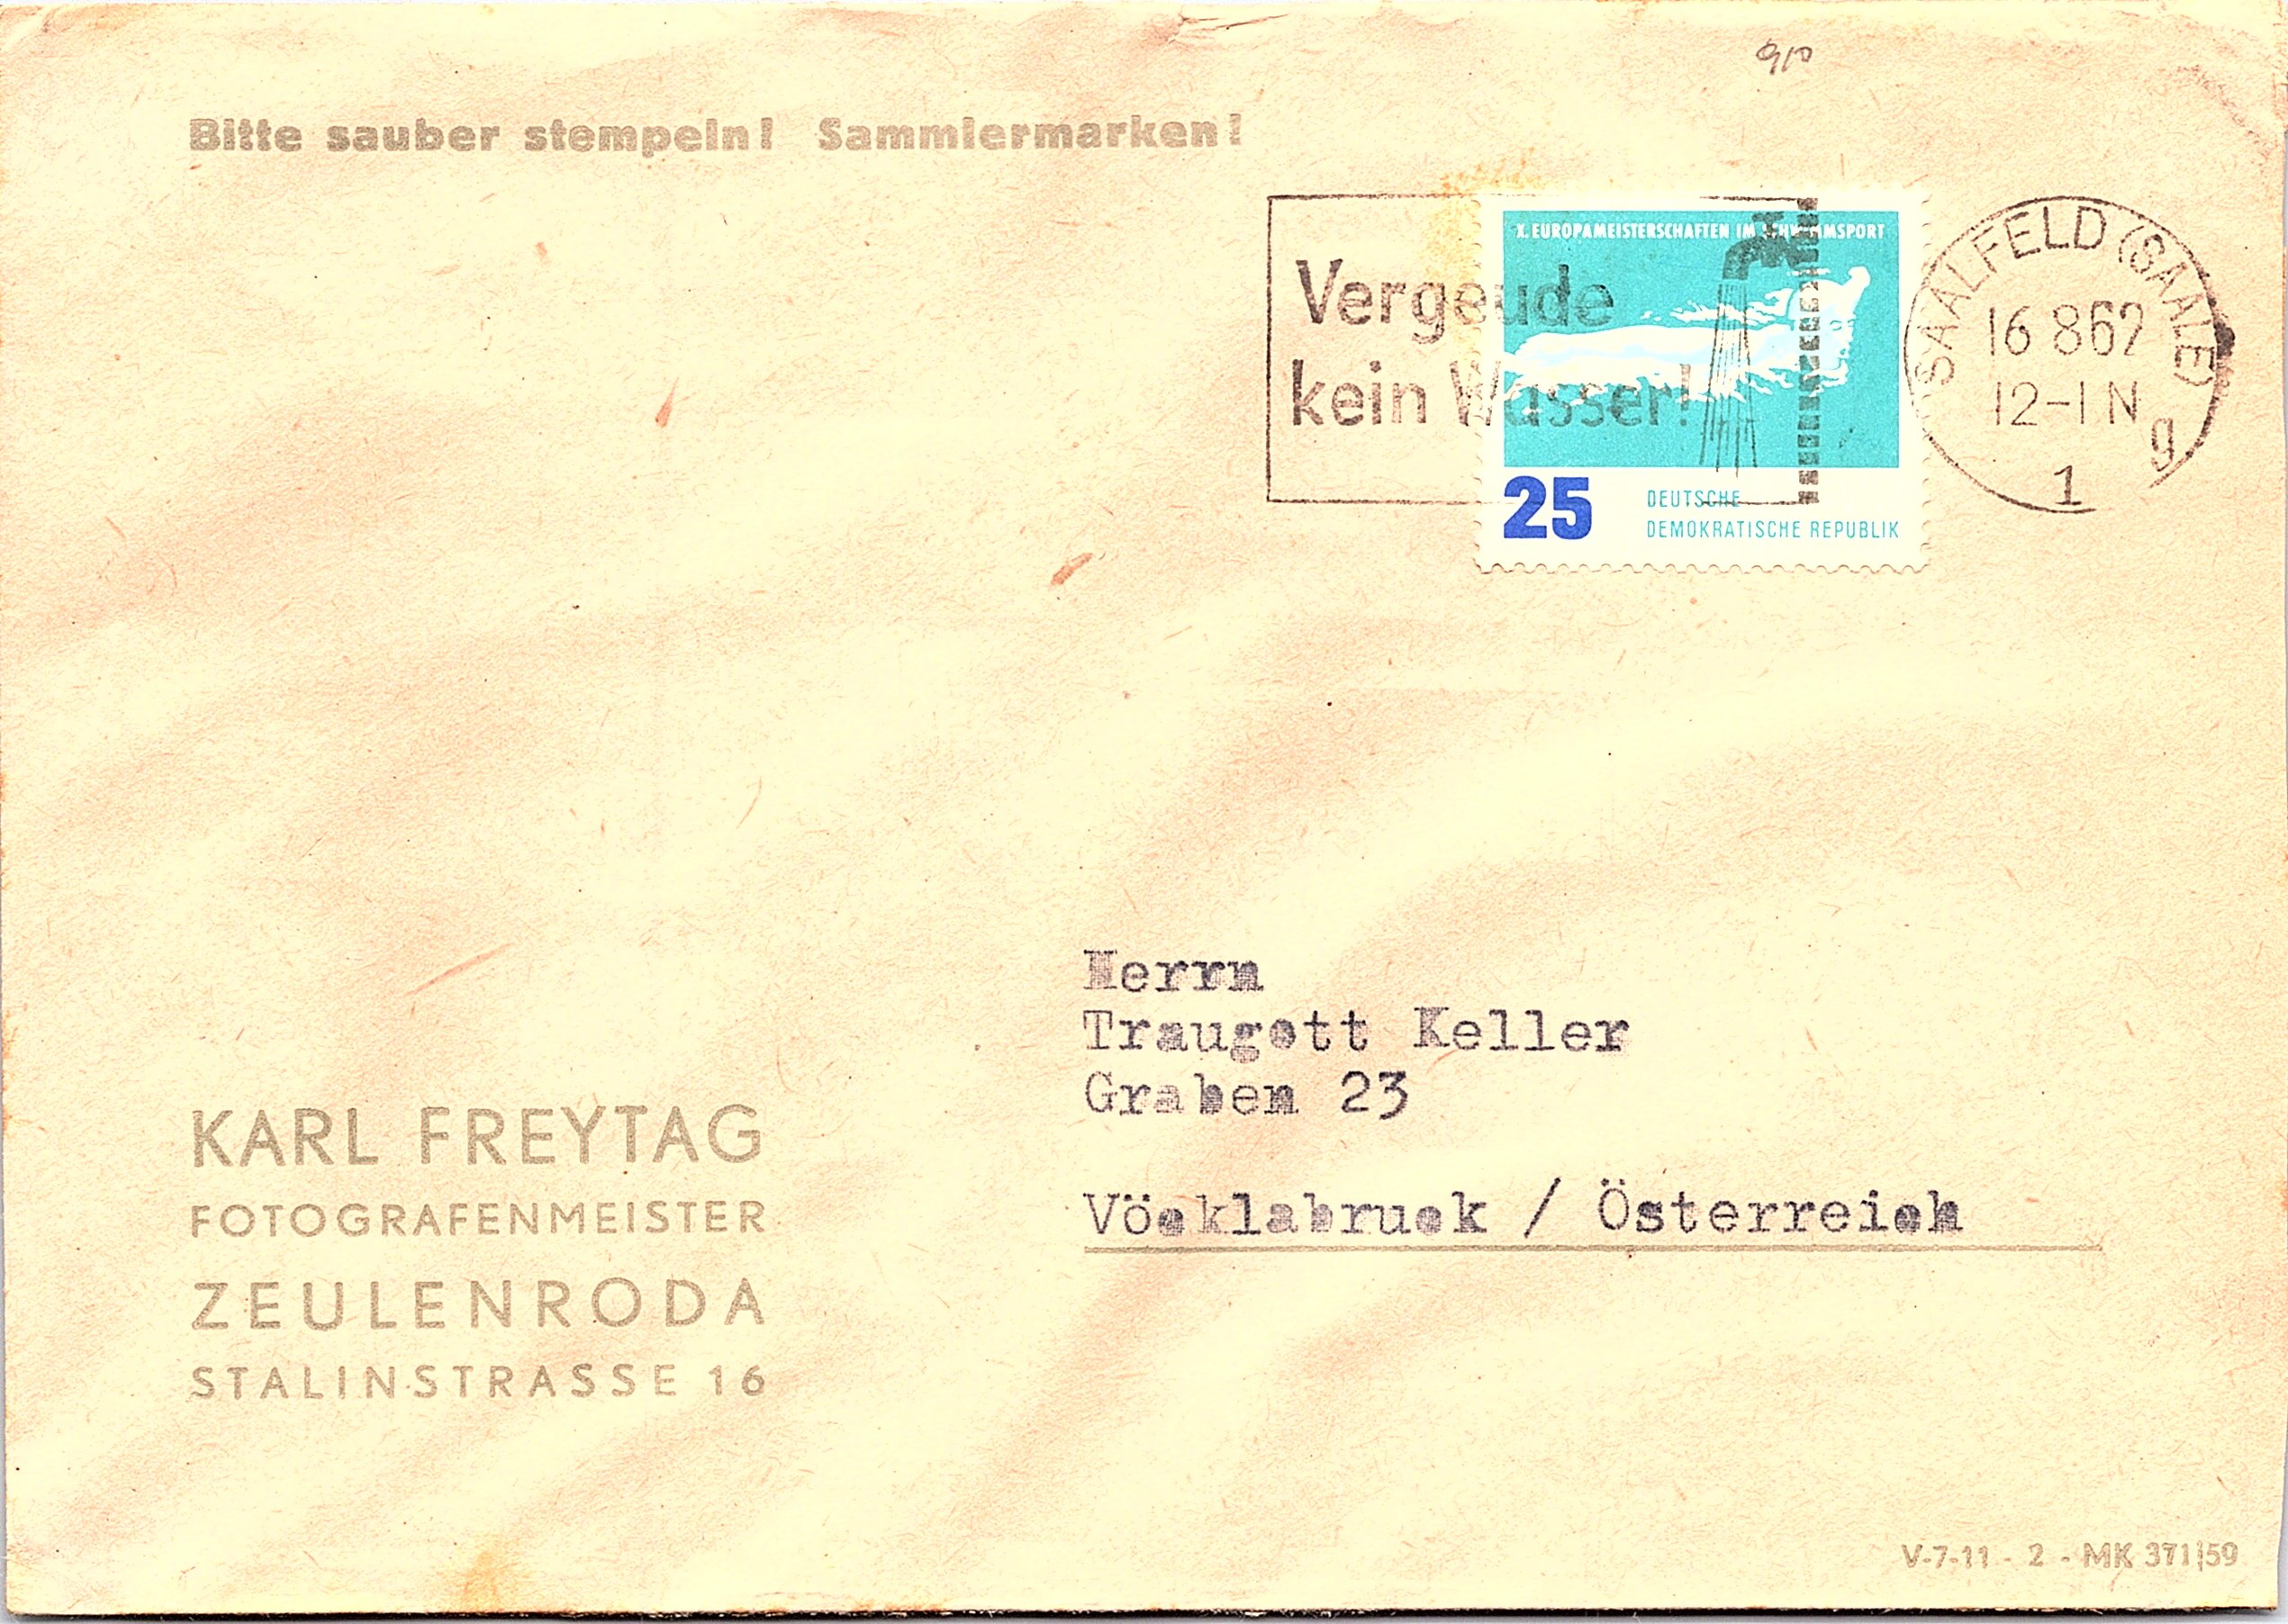 910
Bitte sauber stempeln! Sammlermarken!
X. EUROPAMEISTERSCHAFTEN IM SCHWIMMSPORT
Vergeude
kein Wasser!
25
DEUTSCHE
DEMOKRATISCHE REPUBLIK
SAALFELD (SAALE)
16 8 62
12-1 N
g
1
Herrn
Traugott Keller
Graben 23
Vöcklabruck / Österreich
KARL FREYTAG
FOTOGRAFENMEISTER
ZEULENRODA
STALINSTRASSE 16
V-7-11 - 2 - MK 371|59